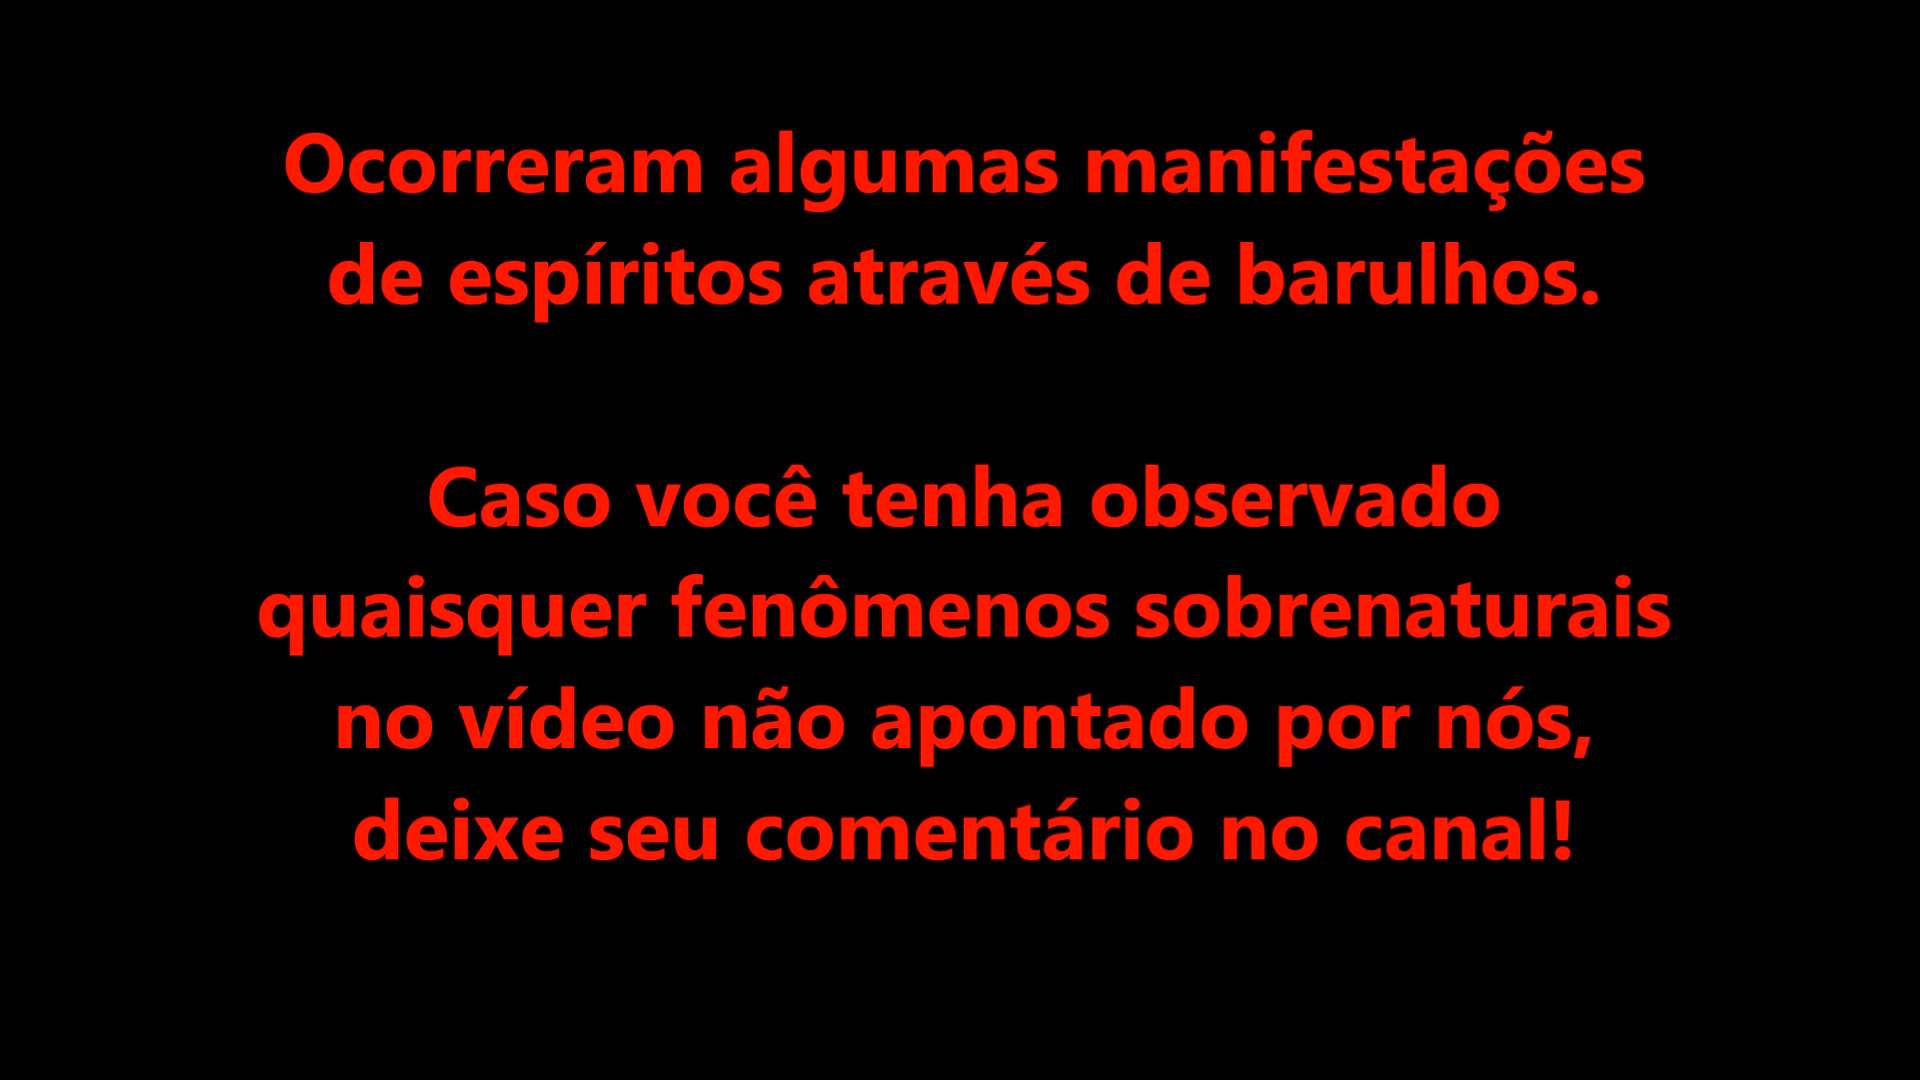 Ocorreram algumas manifestações
de espíritos através de barulhos.
Caso você tenha observado
quaisquer fenômenos sobrenaturais
no vídeo não apontado por nós,
deixe seu comentário no canal!